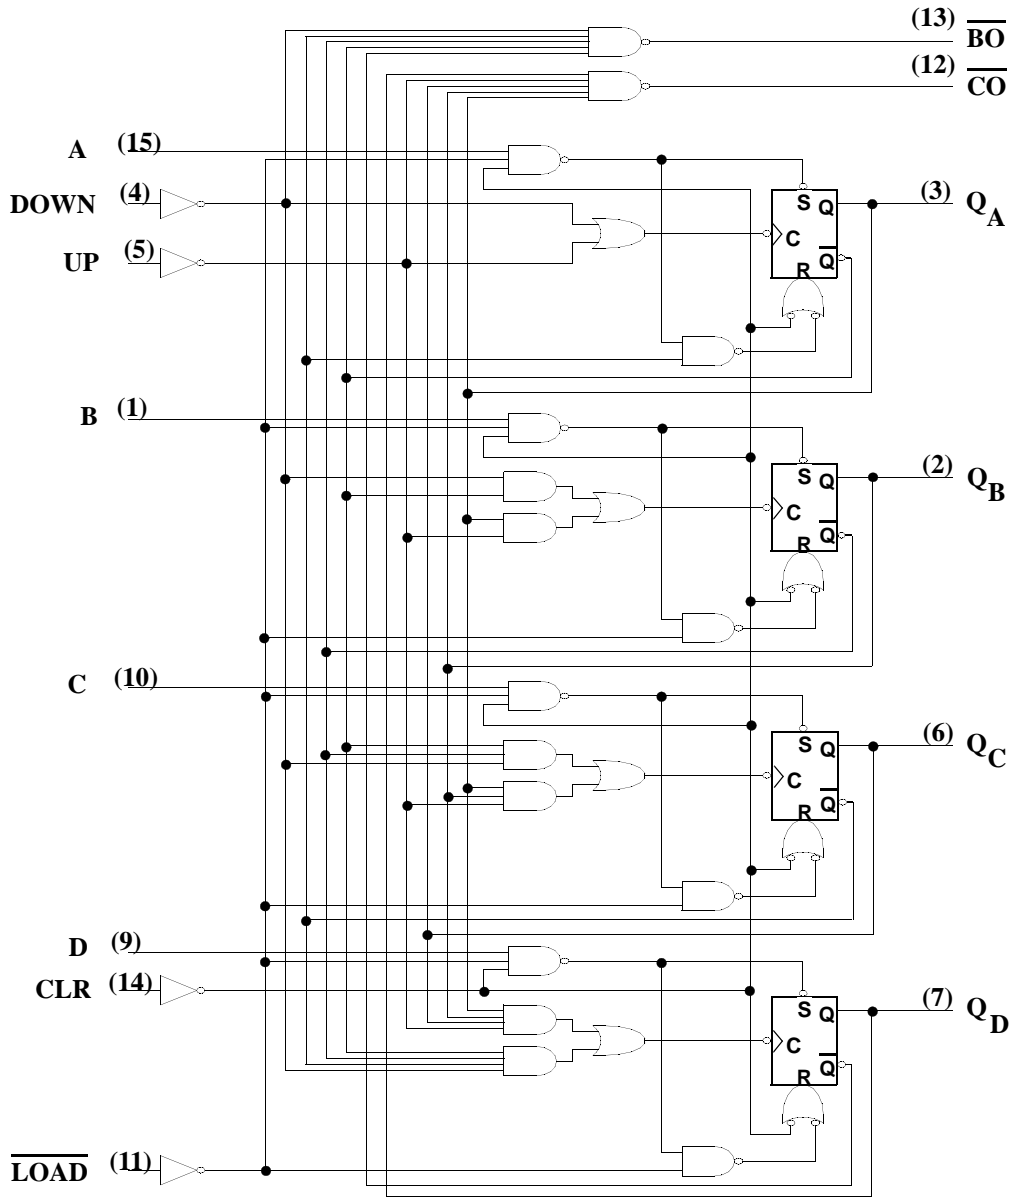 (13) BO
(12) CO
A (15)
DOWN (4)
S Q
(3) QA
UP (5)
C
Q
R
B (1)
S Q
(2) QB
C
Q
R
C (10)
S Q
(6) QC
C
Q
R
D (9)
CLR (14)
S Q
(7) QD
C
Q
R
LOAD (11)